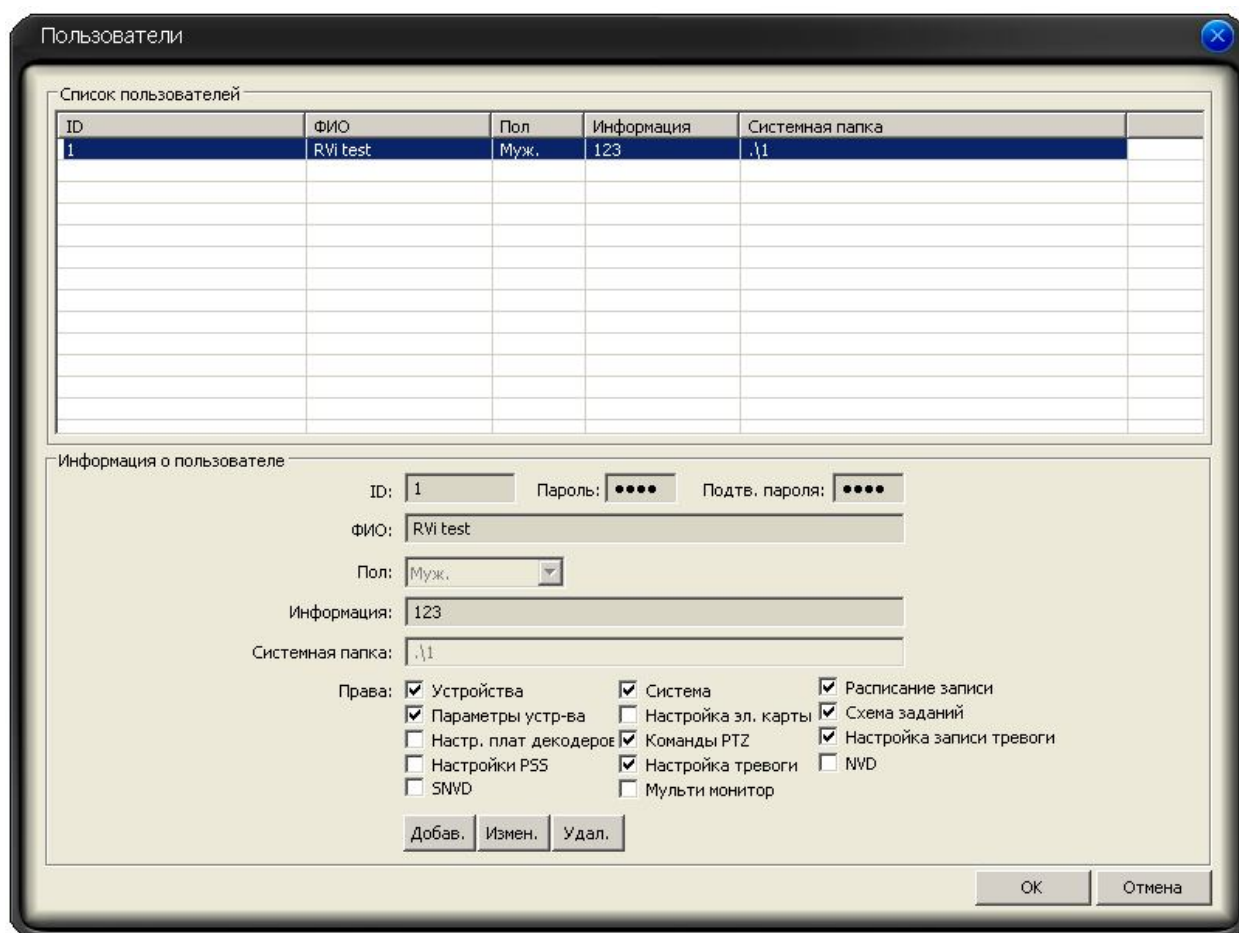 Пользователи
Список пользователей
ID ФИО Пол Информация Системная папка
1 RVi test Муж. 123 .\1
Информация о пользователе
ID: 1 Пароль: •••• Подтв. пароля: ••••
ФИО: RVi test
Пол: Муж.
Информация: 123
Системная папка: .\1
Права: Устройства Система Расписание записи
Параметры устр-ва Настройка эл. карты Схема заданий
Настр. плат декодеров Команды PTZ Настройка записи тревоги
Настройки PSS Настройка тревоги NVD
SNVD Мульти монитор
Добав. Измен. Удал.
OK Отмена